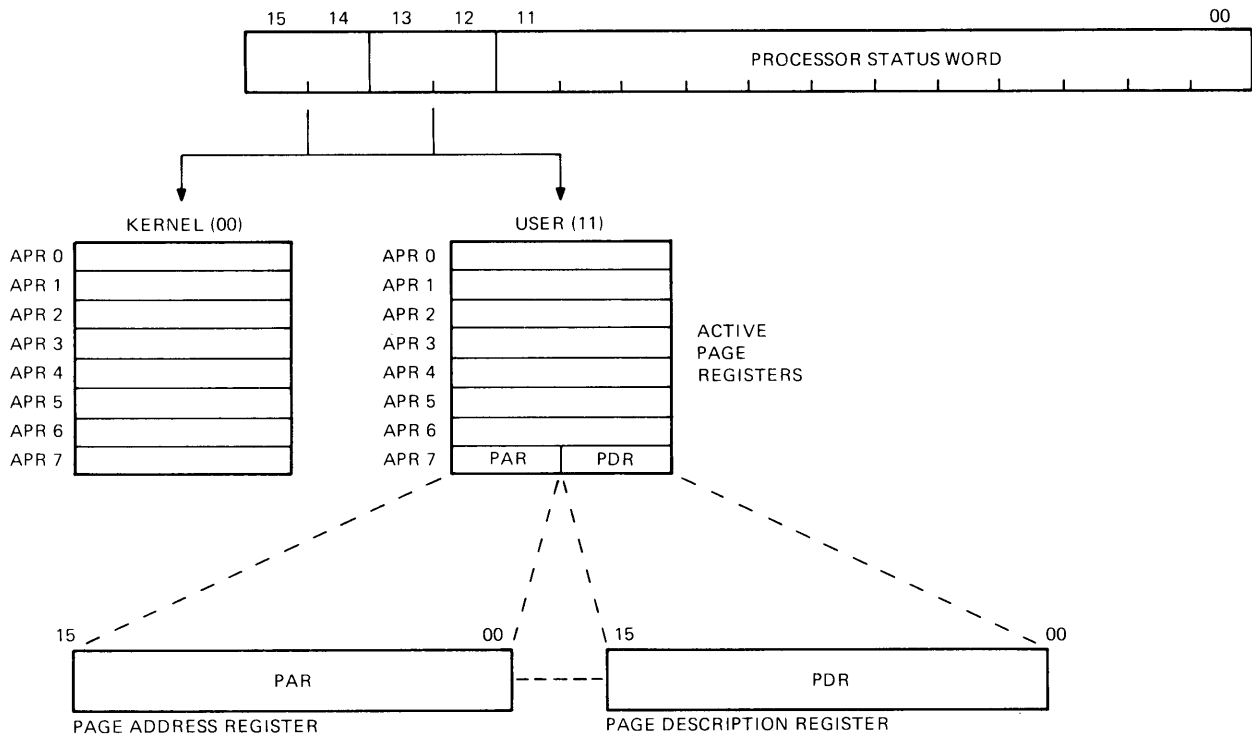 15 14 13 12 11 00
PROCESSOR STATUS WORD
KERNEL (00) USER (11)
APR 0 APR 0
APR 1 APR 1
APR 2 APR 2
APR 3 APR 3
APR 4 APR 4
APR 5 APR 5
APR 6 APR 6
APR 7 APR 7 PAR PDR
ACTIVE
PAGE
REGISTERS
15 00 15 00
PAR PDR
PAGE ADDRESS REGISTER PAGE DESCRIPTION REGISTER